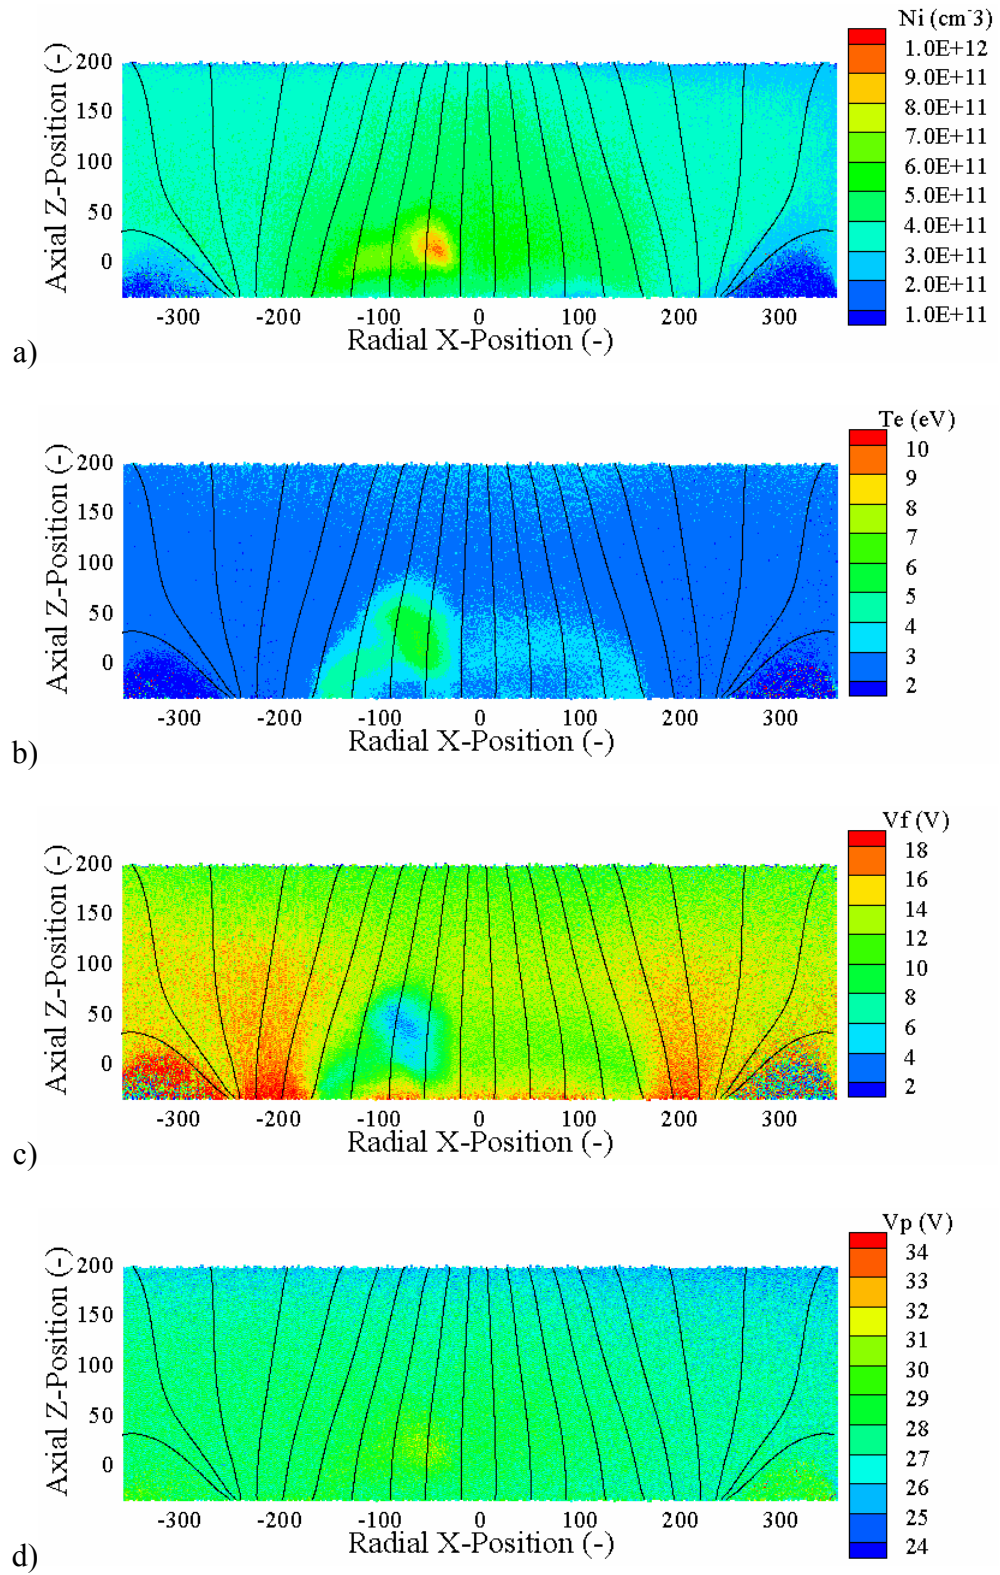 Ni (cm-3)
1.0E+12
9.0E+11
8.0E+11
7.0E+11
6.0E+11
5.0E+11
4.0E+11
3.0E+11
2.0E+11
1.0E+11
Axial Z-Position (-)
200
150
100
50
0
-300 -200 -100 0 100 200 300
Radial X-Position (-)
a)
Te (eV)
10
9
8
7
6
5
4
3
2
Axial Z-Position (-)
200
150
100
50
0
-300 -200 -100 0 100 200 300
Radial X-Position (-)
b)
Vf (V)
18
16
14
12
10
8
6
4
2
Axial Z-Position (-)
200
150
100
50
0
-300 -200 -100 0 100 200 300
Radial X-Position (-)
c)
Vp (V)
34
33
32
31
30
29
28
27
26
25
24
Axial Z-Position (-)
200
150
100
50
0
-300 -200 -100 0 100 200 300
Radial X-Position (-)
d)